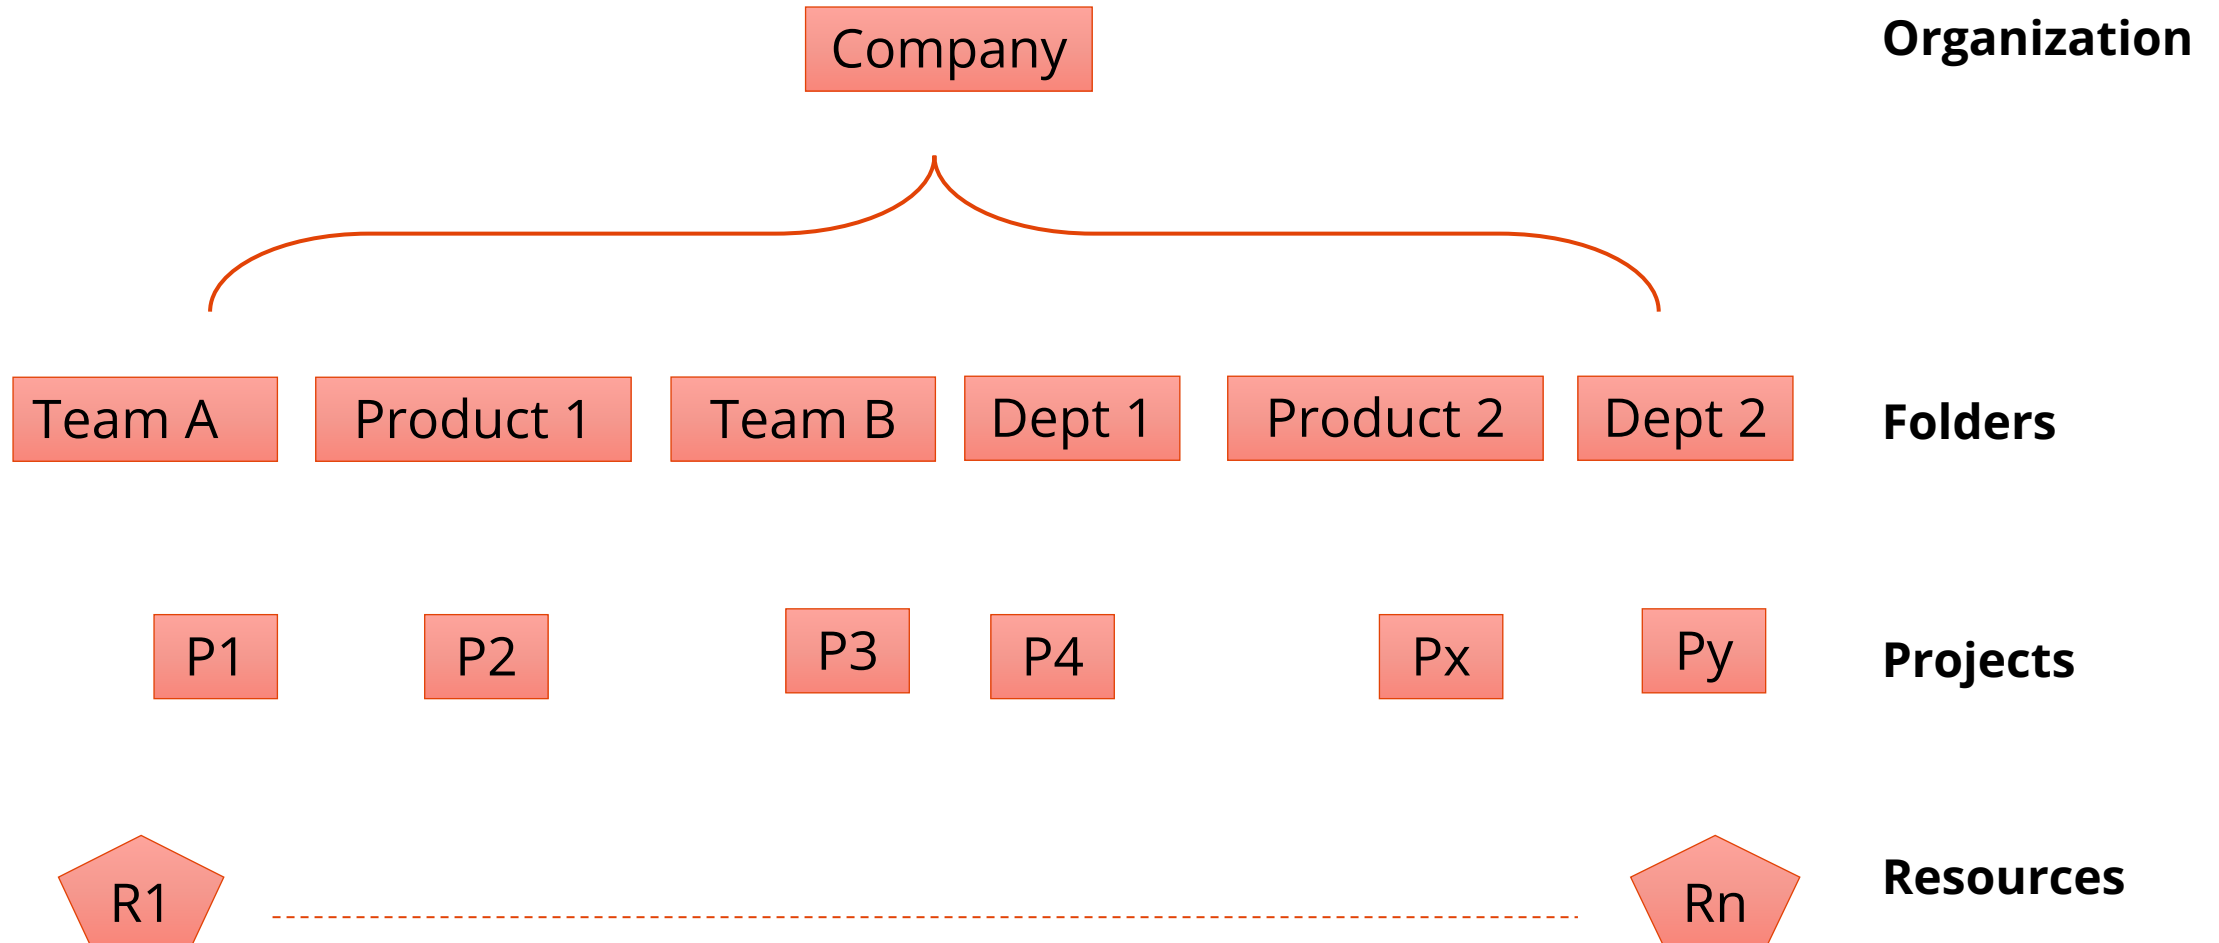 Company
Organization
Team A
Product 1
Team B
Dept 1
Product 2
Dept 2
Folders
P1
P2
P3
P4
Px
Py
Projects
R1
Rn
Resources